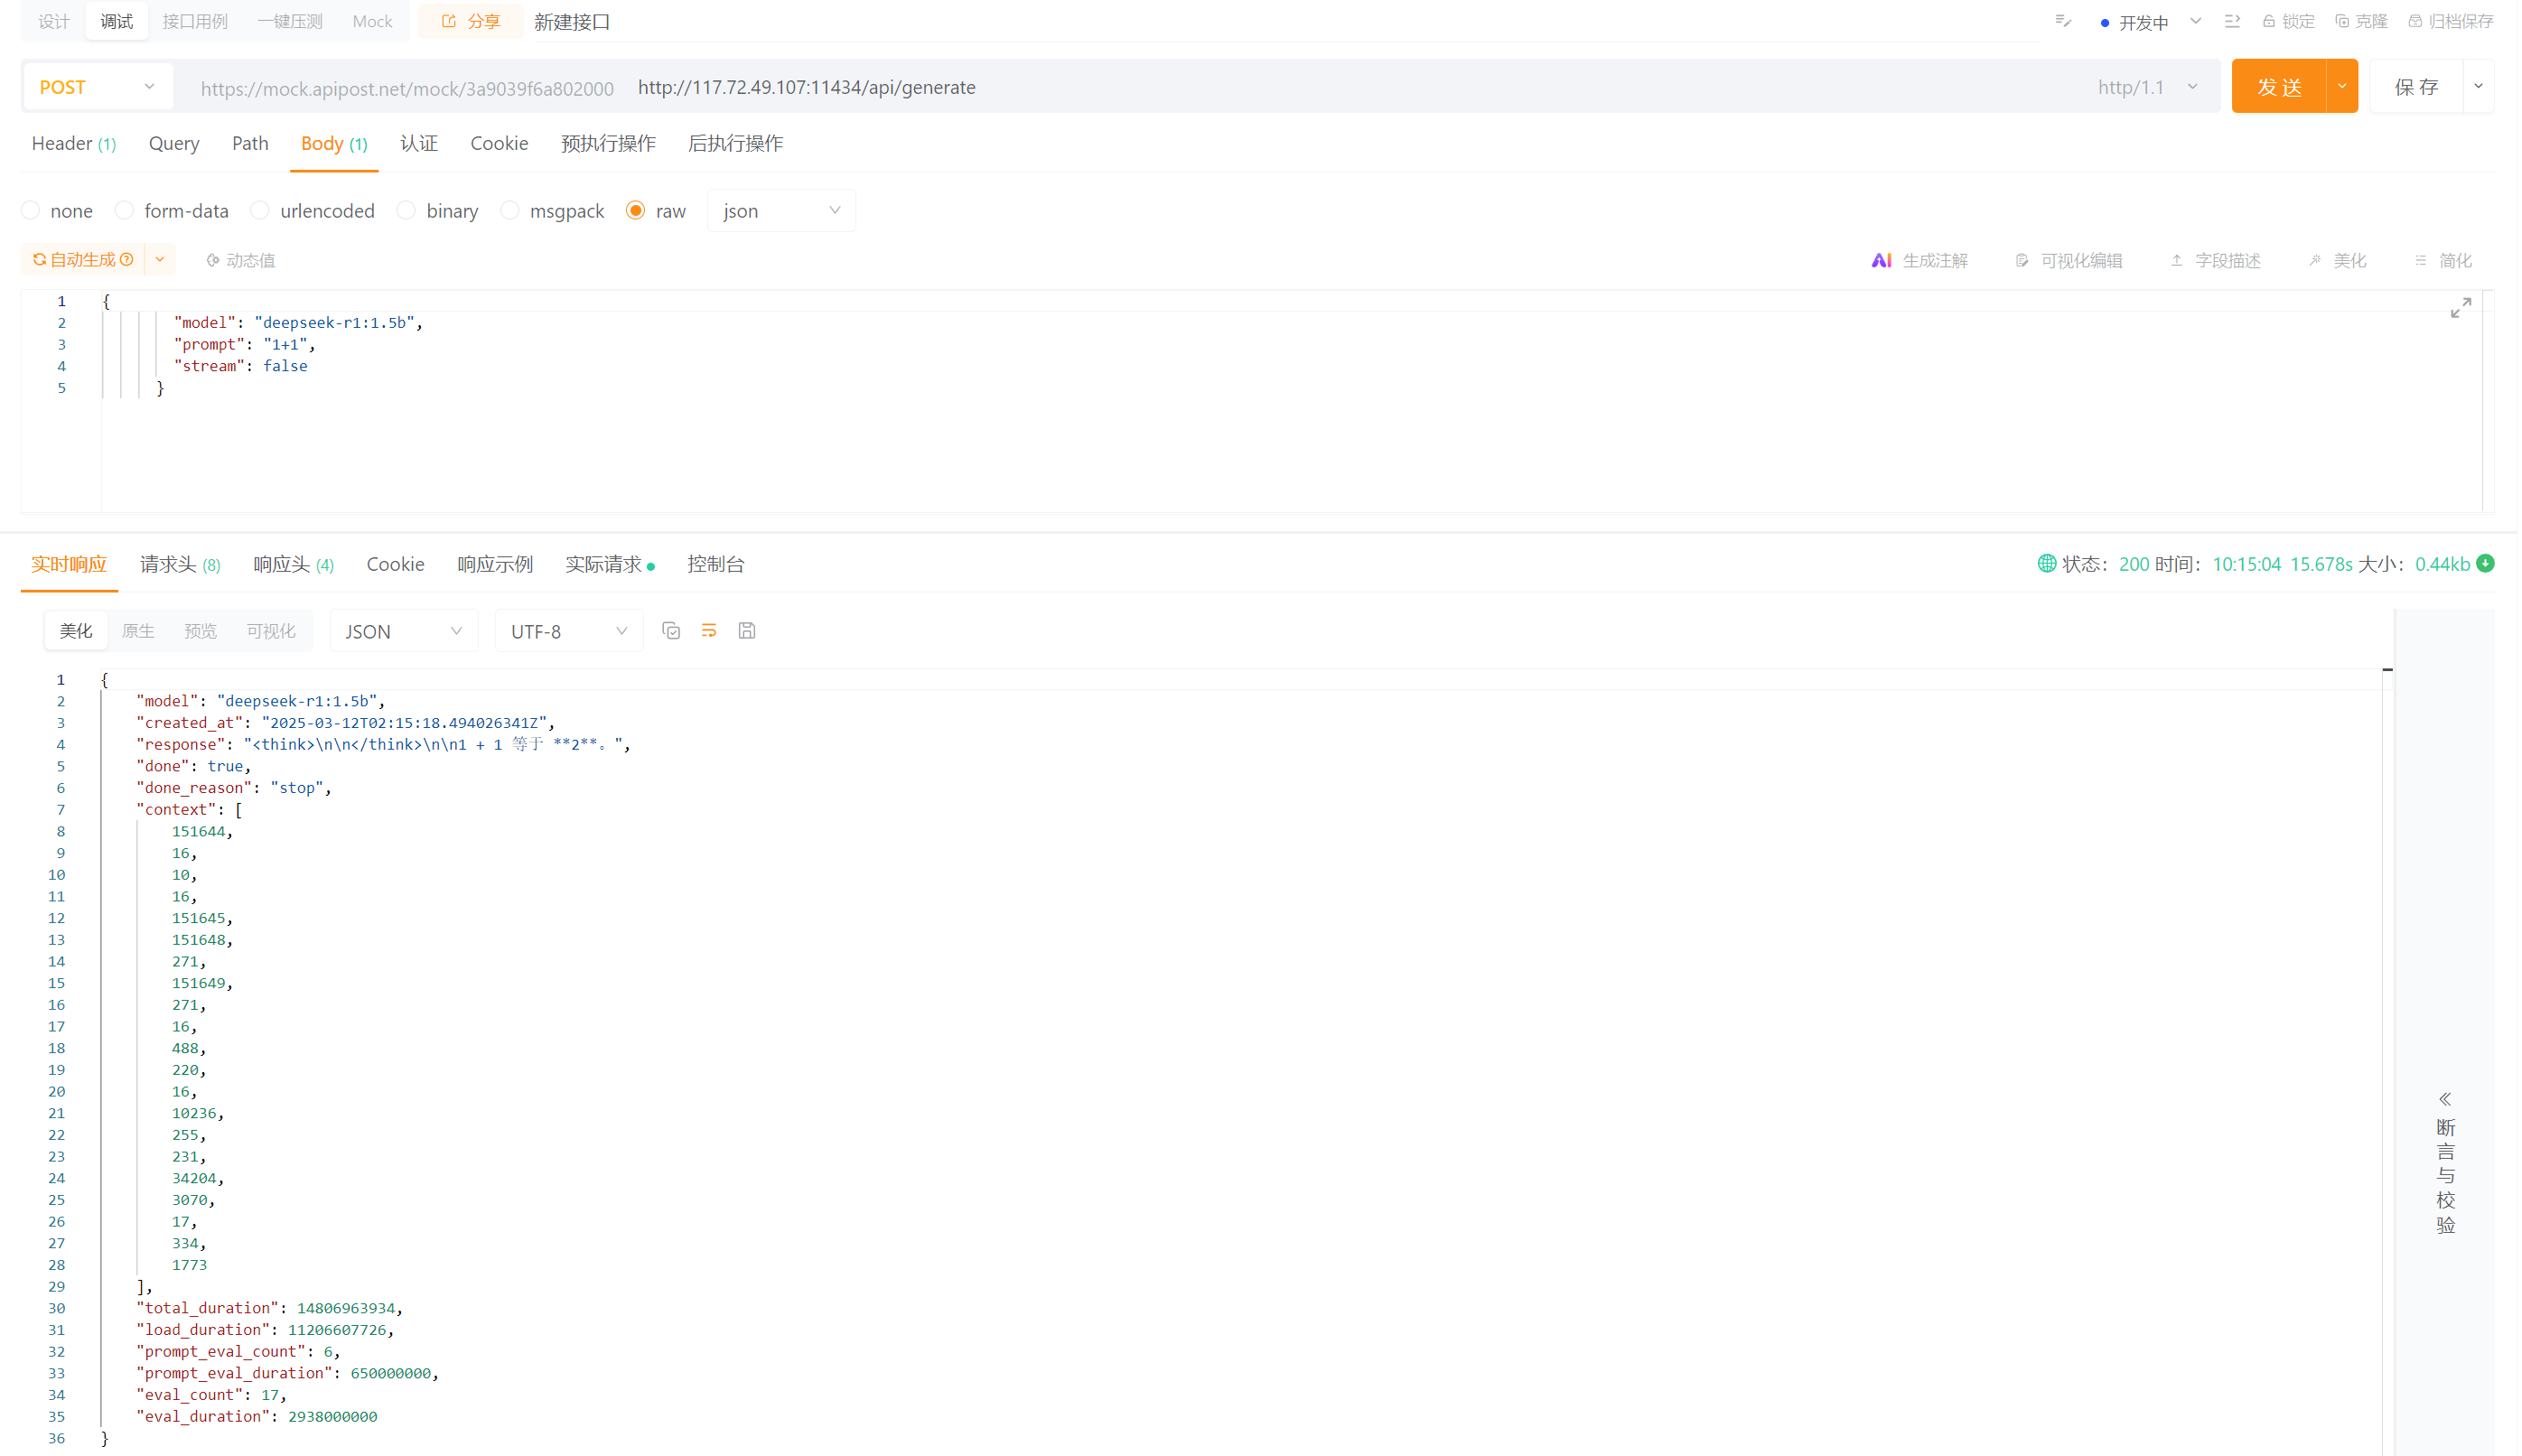 设计 调试 接口用例 一键压测 Mock 分享 新建接口 开发中 锁定 克隆 归档保存
POST https://mock.apipost.net/mock/3a9039f6a802000 http://117.72.49.107:11434/api/generate http/1.1 发送 保存
Header (1) Query Path Body (1) 认证 Cookie 预执行操作 后执行操作
none form-data urlencoded binary msgpack raw json
自动生成 动态值 AI 生成注解 可视化编辑 字段描述 美化 简化
1 {
2 "model": "deepseek-r1:1.5b",
3 "prompt": "1+1",
4 "stream": false
5 }
实时响应 请求头 (8) 响应头 (4) Cookie 响应示例 实际请求 控制台 状态: 200 时间: 10:15:04 15.678s 大小: 0.44kb
美化 原生 预览 可视化 JSON UTF-8
1 {
2 "model": "deepseek-r1:1.5b",
3 "created_at": "2025-03-12T02:15:18.494026341Z",
4 "response": "<think>\n\n</think>\n\n1 + 1 等于 **2**。",
5 "done": true,
6 "done_reason": "stop",
7 "context": [
8 151644,
9 16,
10 10,
11 16,
12 151645,
13 151648,
14 271,
15 151649,
16 271,
17 16,
18 488,
19 220,
20 16,
21 10236,
22 255,
23 231,
24 34204,
25 3070,
26 17,
27 334,
28 1773
29 ],
30 "total_duration": 14806963934,
31 "load_duration": 11206607726,
32 "prompt_eval_count": 6,
33 "prompt_eval_duration": 650000000,
34 "eval_count": 17,
35 "eval_duration": 2938000000
36 }
断言与校验